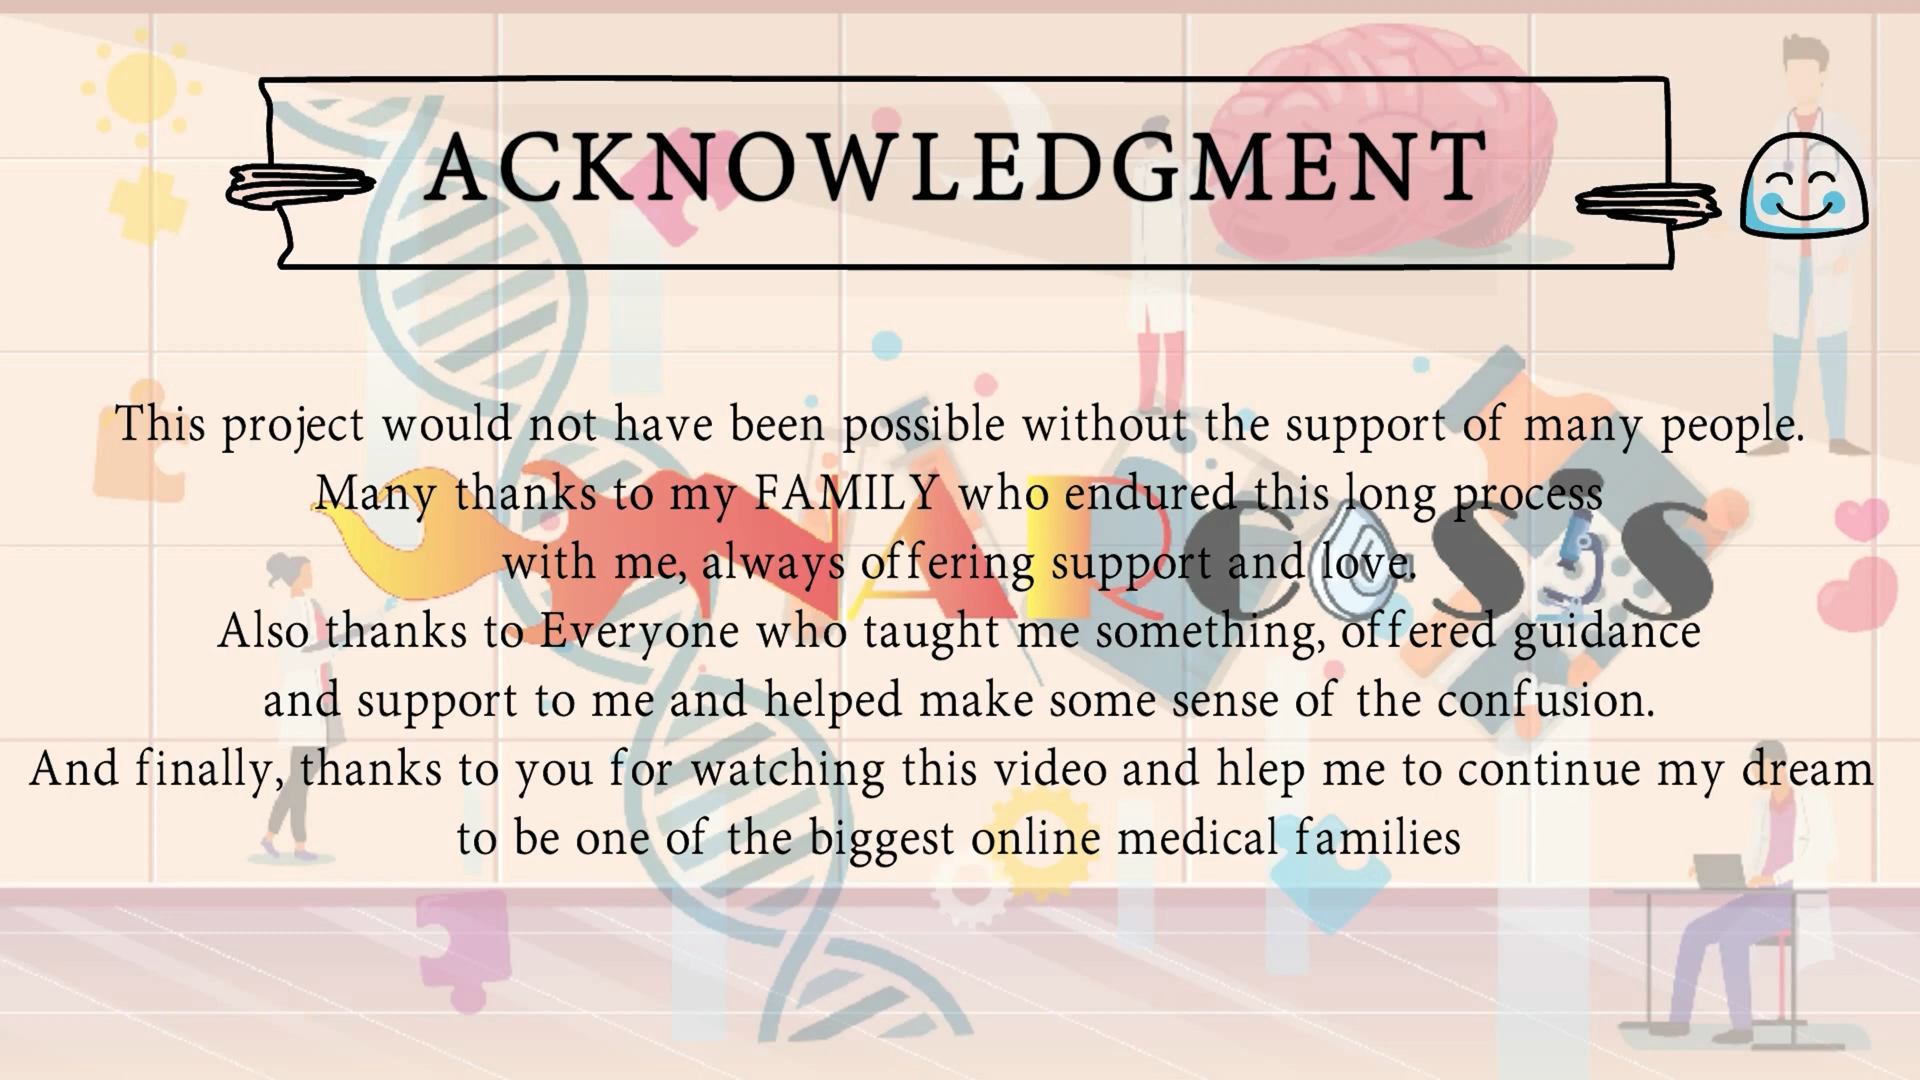 ACKNOWLEDGMENT
This project would not have been possible without the support of many people.
Many thanks to my FAMILY who endured this long process
with me, always offering support and love.
NARCOSIS
Also thanks to Everyone who taught me something, offered guidance
and support to me and helped make some sense of the confusion.
And finally, thanks to you for watching this video and hlep me to continue my dream
to be one of the biggest online medical families